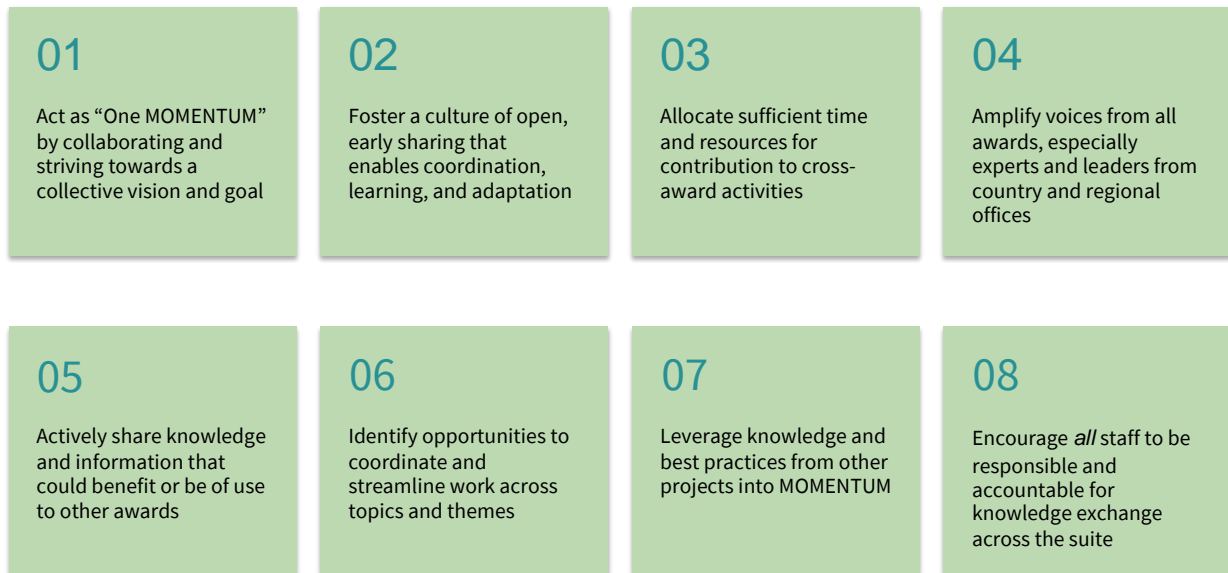 01
Act as “One MOMENTUM”
by collaborating and
striving towards a
collective vision and goal
02
Foster a culture of open,
early sharing that
enables coordination,
learning, and adaptation
03
Allocate sufficient time
and resources for
contribution to cross-
award activities
04
Amplify voices from all
awards, especially
experts and leaders from
country and regional
offices
05
Actively share knowledge
and information that
could benefit or be of use
to other awards
06
Identify opportunities to
coordinate and
streamline work across
topics and themes
07
Leverage knowledge and
best practices from other
projects into MOMENTUM
08
Encourage all staff to be
responsible and
accountable for
knowledge exchange
across the suite